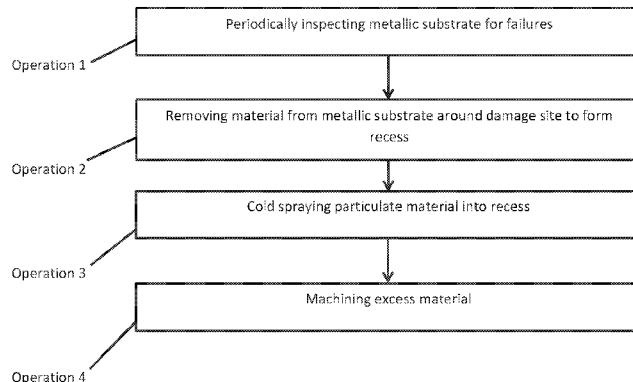 Periodically inspecting metallic substrate for failures
Operation 1
Removing material from metallic substrate around damage site to form
recess
Operation 2
Cold spraying particulate material into recess
Operation 3
Machining excess material
Operation 4